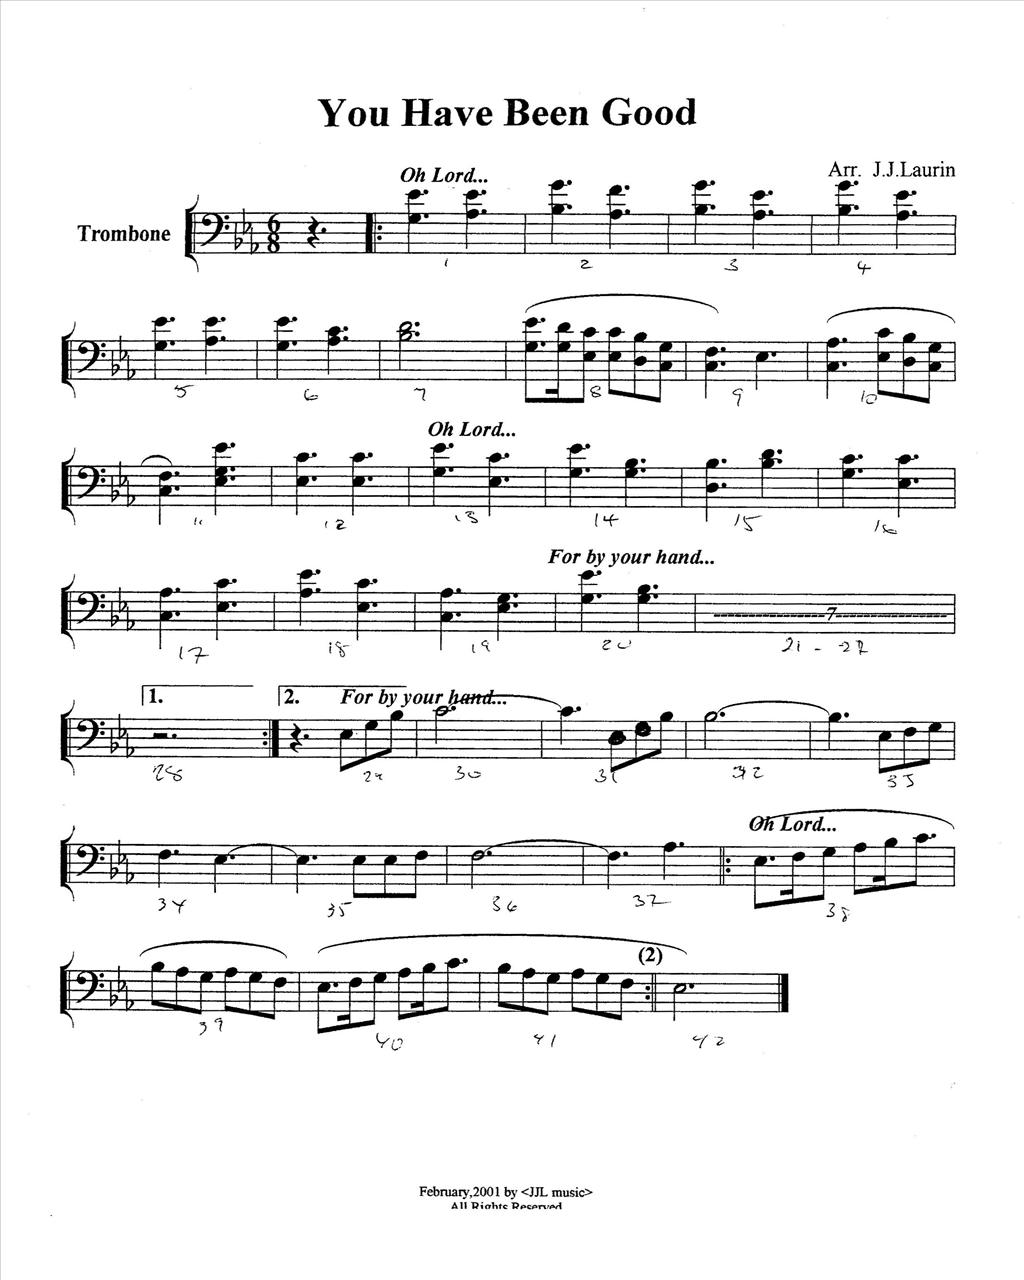 You Have Been Good
Oh Lord...
Arr. J.J.Laurin
Trombone
6
8
1 2 3 4
5 6 7 8 9 10
Oh Lord...
11 12 13 14 15 16
For by your hand...
7
17 18 19 20 21 - 27
1. 2. For by your hand...
28 29 30 31 32 33
Oh Lord...
34 35 36 37 38
(2)
39 40 41 42
February,2001 by <JJL music>
All Rights Reserved